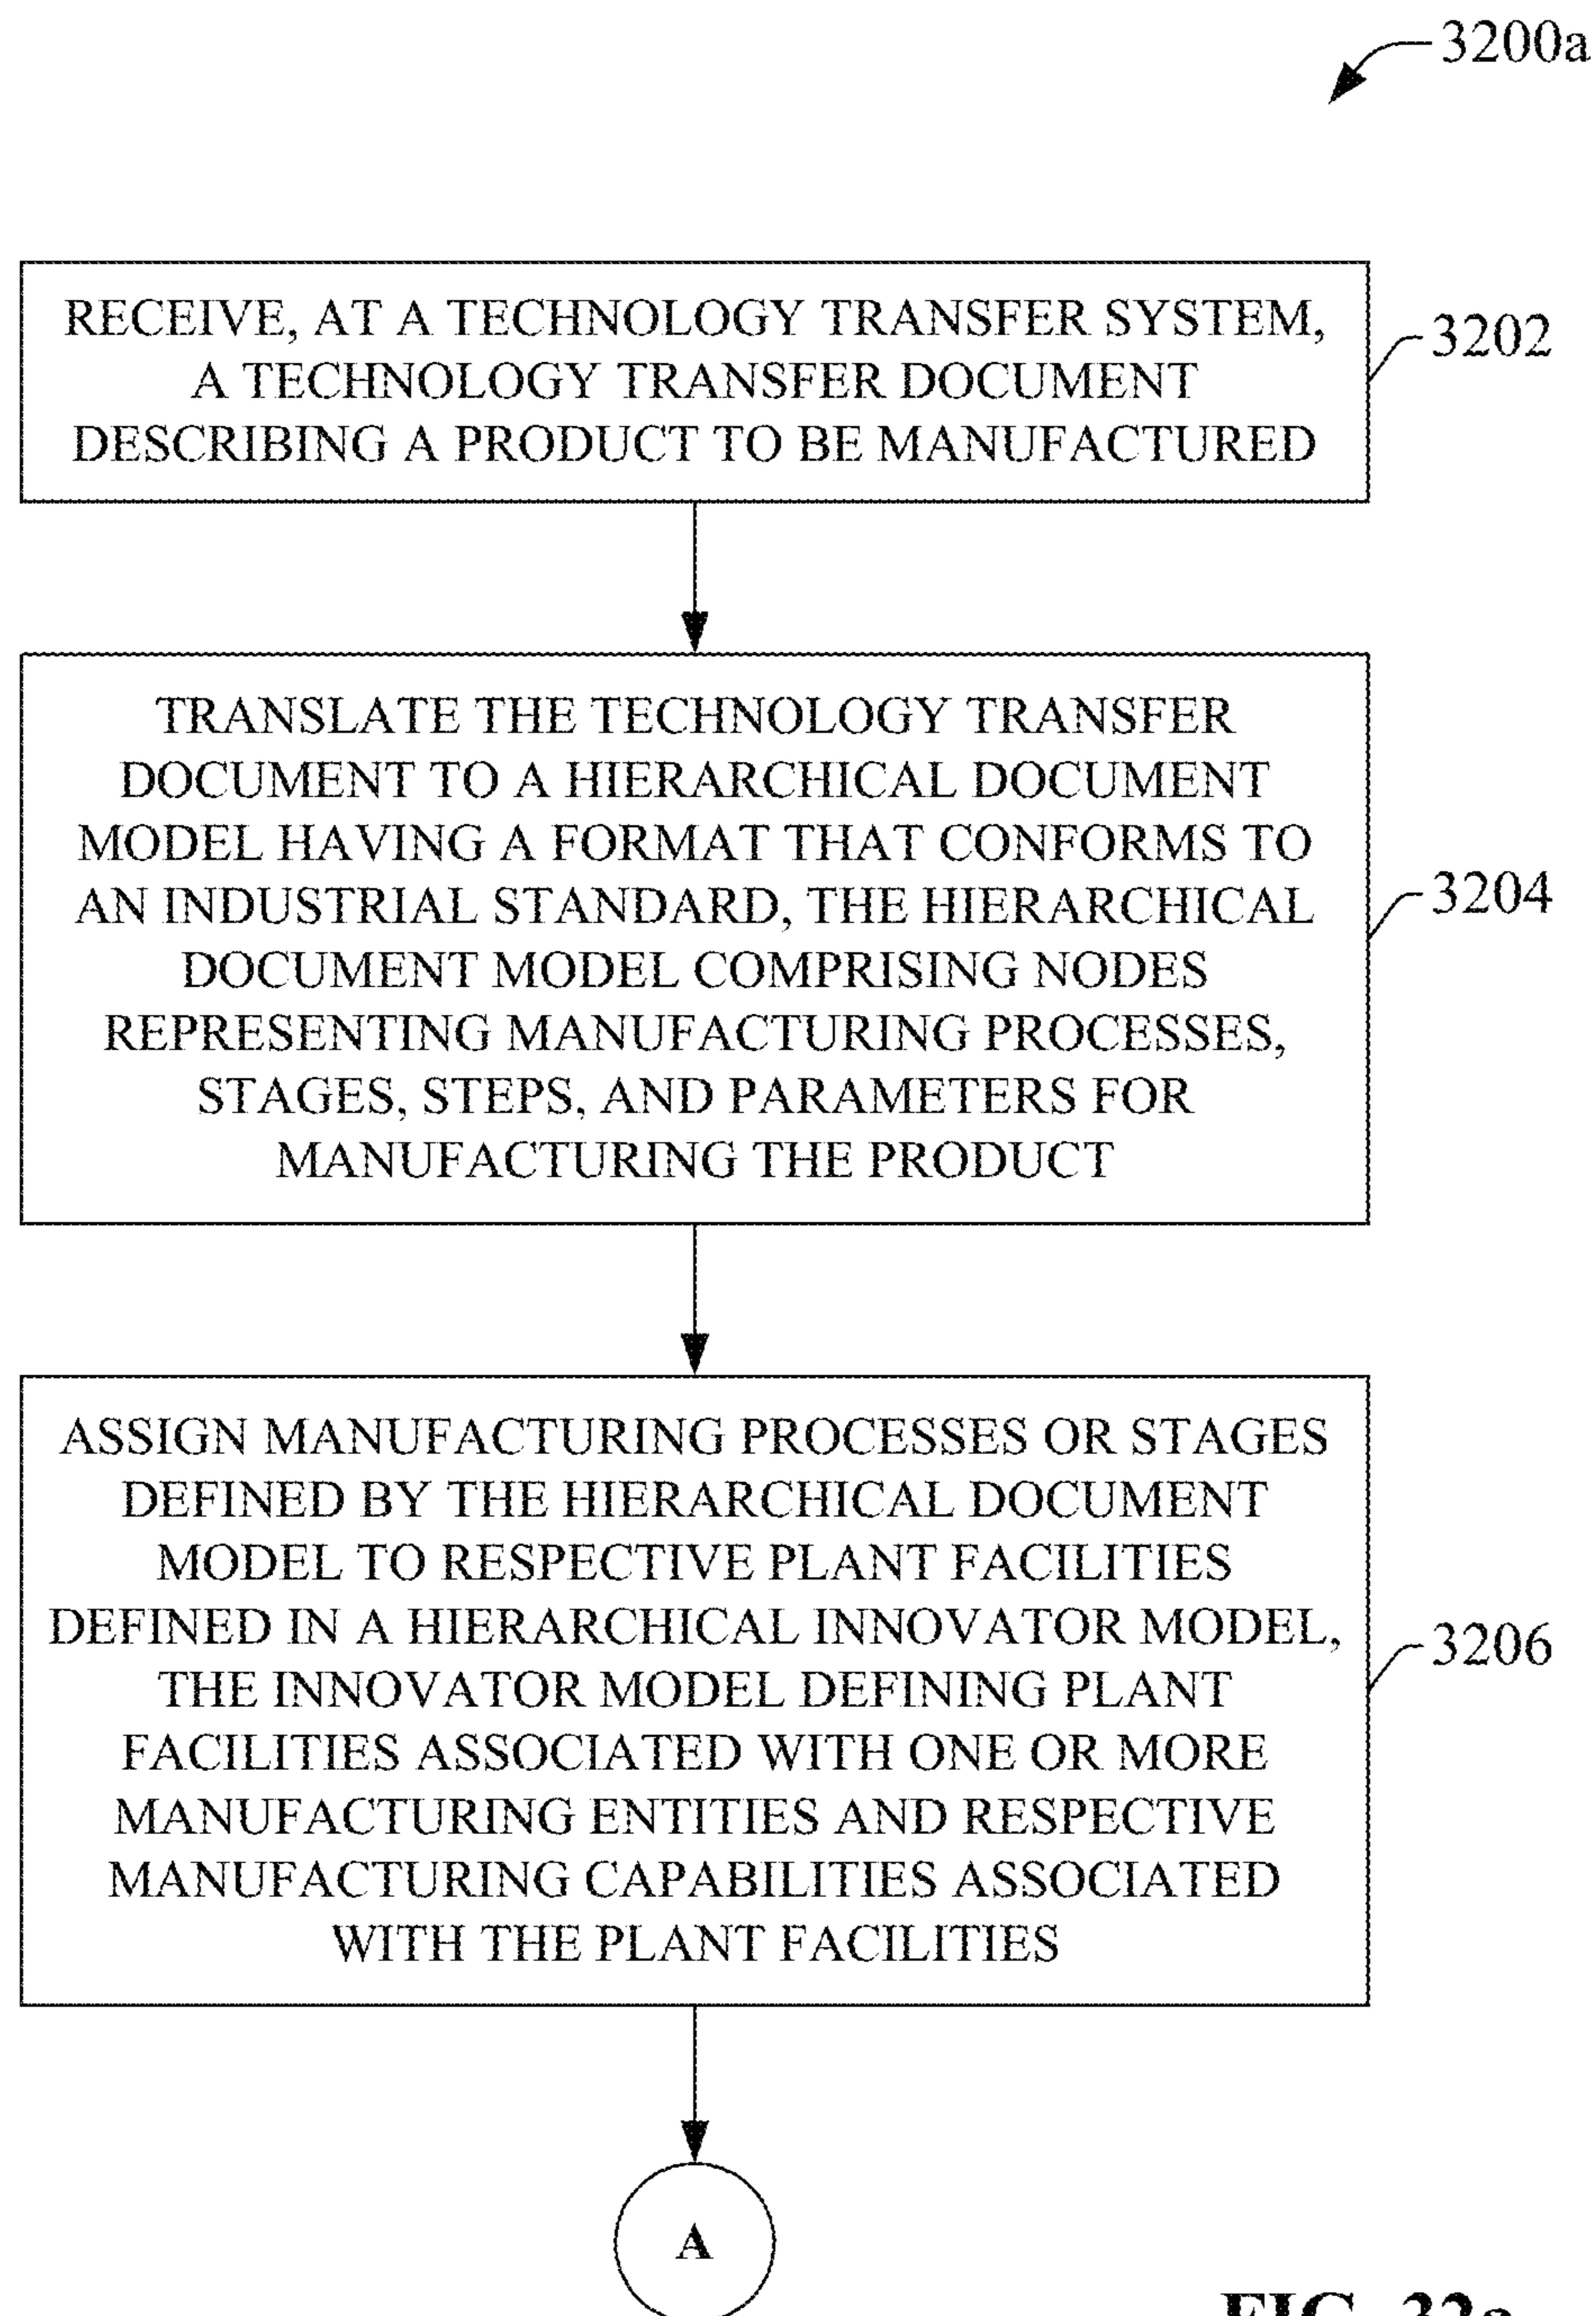 3200a
RECEIVE, AT A TECHNOLOGY TRANSFER SYSTEM,
A TECHNOLOGY TRANSFER DOCUMENT
DESCRIBING A PRODUCT TO BE MANUFACTURED
3202
TRANSLATE THE TECHNOLOGY TRANSFER
DOCUMENT TO A HIERARCHICAL DOCUMENT
MODEL HAVING A FORMAT THAT CONFORMS TO
AN INDUSTRIAL STANDARD, THE HIERARCHICAL
DOCUMENT MODEL COMPRISING NODES
REPRESENTING MANUFACTURING PROCESSES,
STAGES, STEPS, AND PARAMETERS FOR
MANUFACTURING THE PRODUCT
3204
ASSIGN MANUFACTURING PROCESSES OR STAGES
DEFINED BY THE HIERARCHICAL DOCUMENT
MODEL TO RESPECTIVE PLANT FACILITIES
DEFINED IN A HIERARCHICAL INNOVATOR MODEL,
THE INNOVATOR MODEL DEFINING PLANT
FACILITIES ASSOCIATED WITH ONE OR MORE
MANUFACTURING ENTITIES AND RESPECTIVE
MANUFACTURING CAPABILITIES ASSOCIATED
WITH THE PLANT FACILITIES
3206
A
FIG. 32a